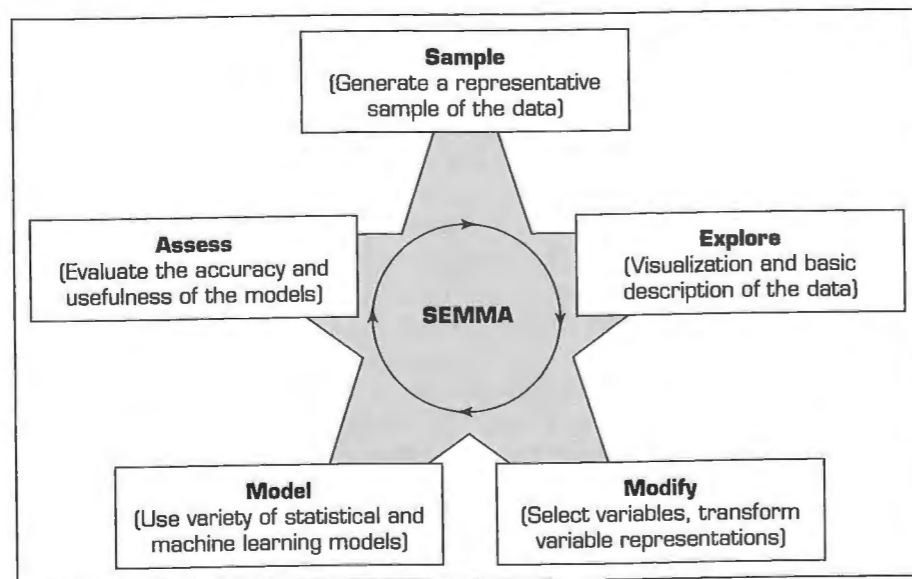 Sample
(Generate a representative
sample of the data)
Assess
(Evaluate the accuracy and
usefulness of the models)
Explore
(Visualization and basic
description of the data)
SEMMA
Model
(Use variety of statistical and
machine learning models)
Modify
(Select variables, transform
variable representations)